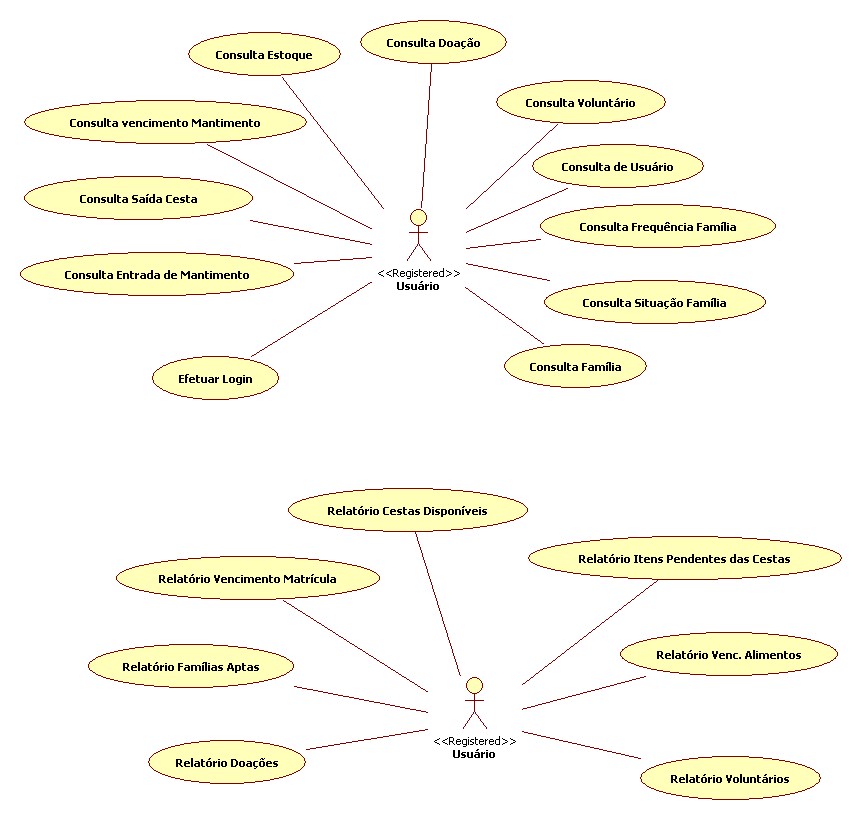 Consulta Doação
Consulta Estoque
Consulta Voluntário
Consulta vencimento Mantimento
Consulta de Usuário
Consulta Saída Cesta
Consulta Frequência Família
Consulta Entrada de Mantimento
<<Registered>>
Usuário
Consulta Situação Família
Consulta Família
Efetuar Login
Relatório Cestas Disponíveis
Relatório Itens Pendentes das Cestas
Relatório Vencimento Matrícula
Relatório Venc. Alimentos
Relatório Famílias Aptas
<<Registered>>
Usuário
Relatório Doações
Relatório Voluntários